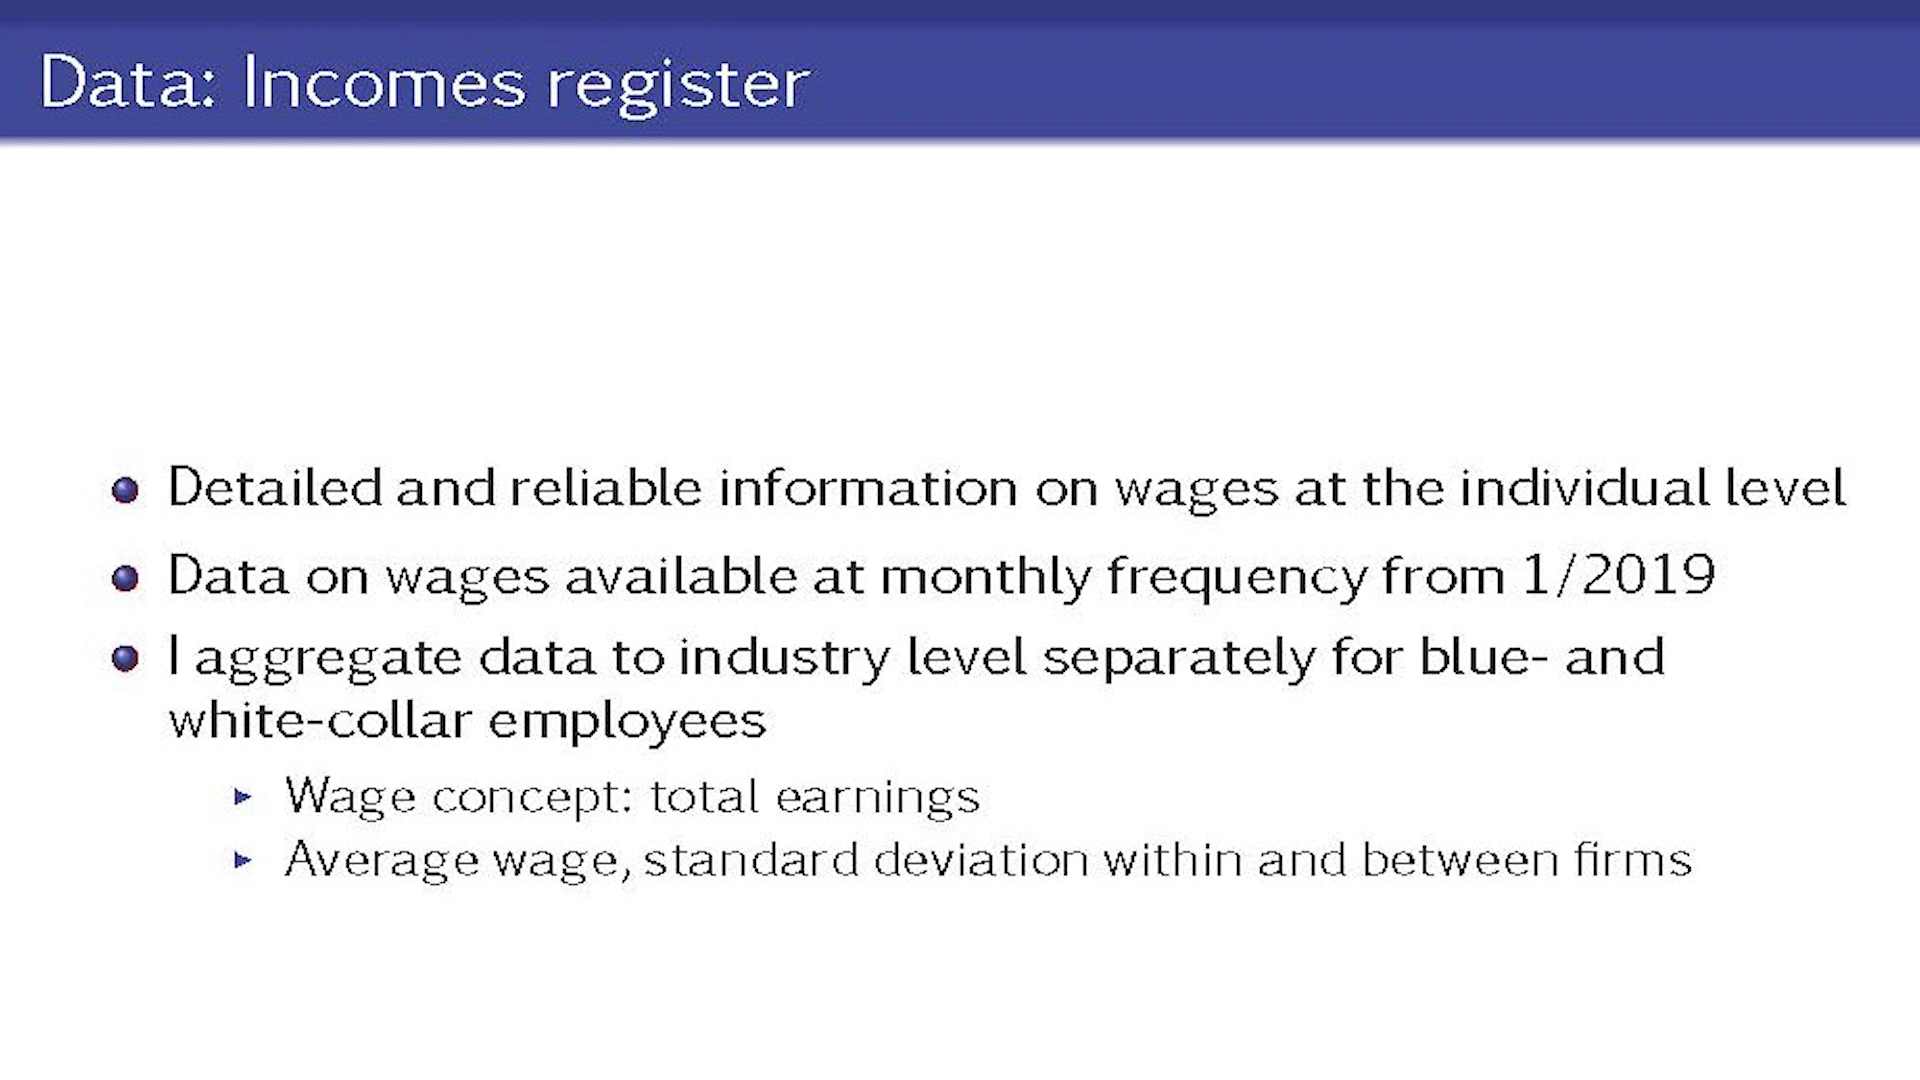 Data: Incomes register
Detailed and reliable information on wages at the individual level
Data on wages available at monthly frequency from 1/2019
I aggregate data to industry level separately for blue- and
white-collar employees
Wage concept: total earnings
Average wage, standard deviation within and between firms